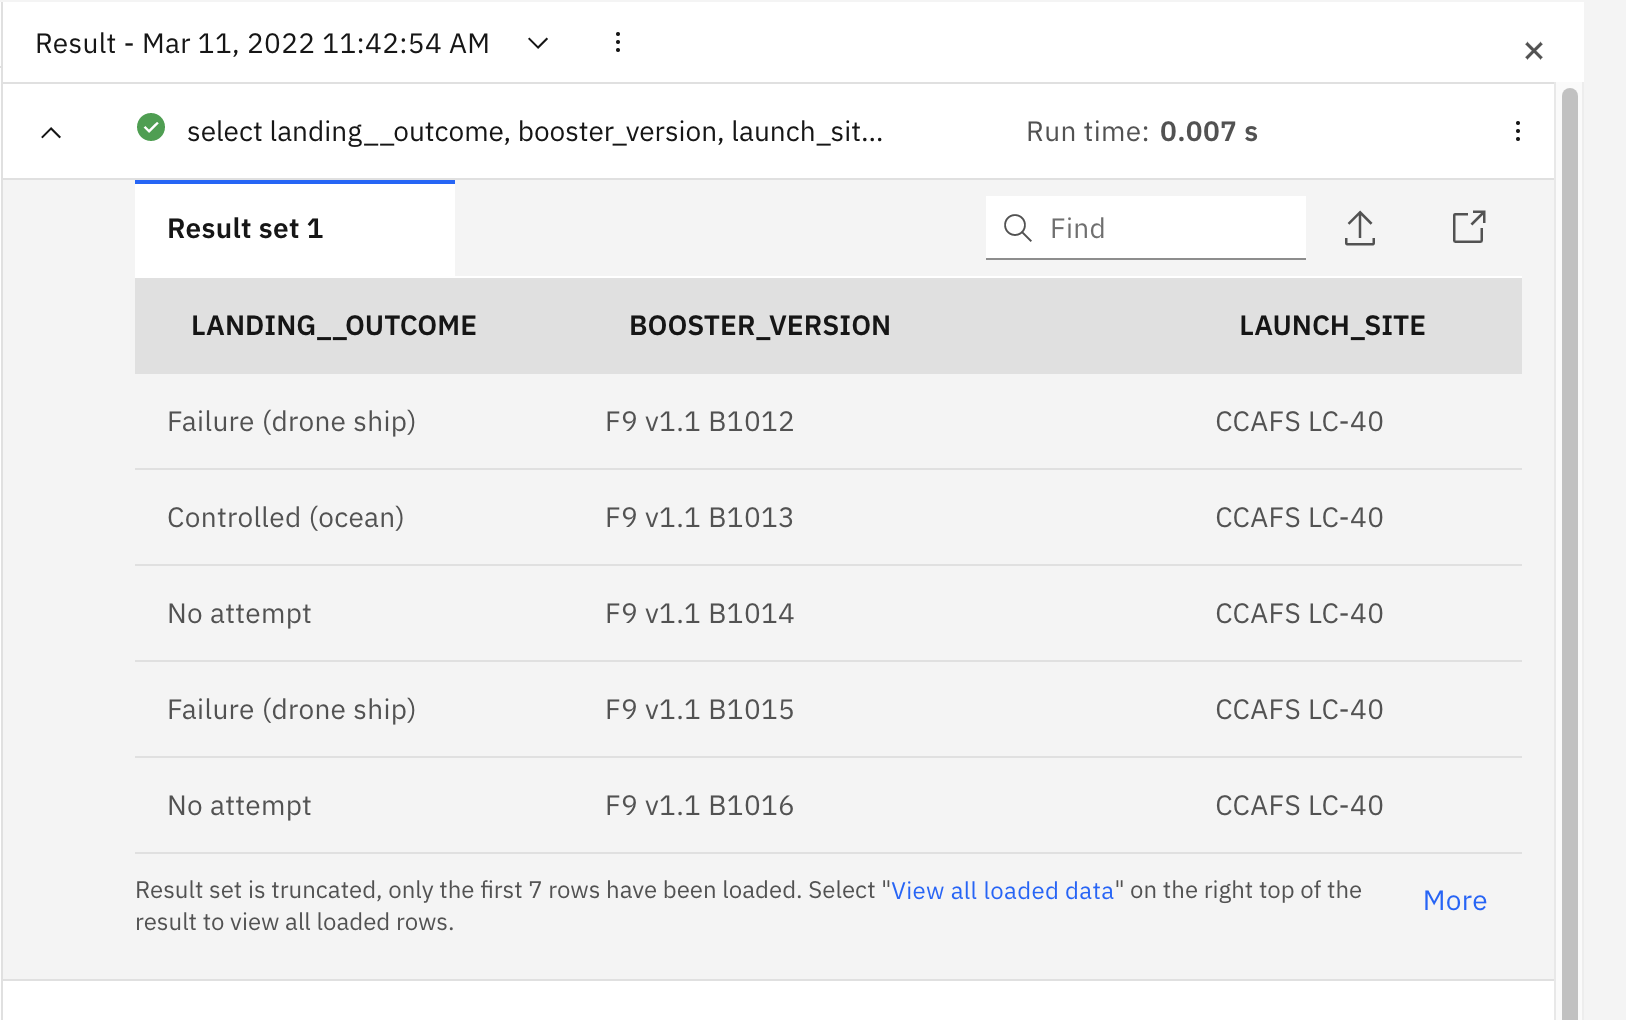 Result - Mar 11, 2022 11:42:54 AM
select landing__outcome, booster_version, launch_sit... Run time: 0.007 s
Result set 1 Find
LANDING__OUTCOME BOOSTER_VERSION LAUNCH_SITE
Failure (drone ship) F9 v1.1 B1012 CCAFS LC-40
Controlled (ocean) F9 v1.1 B1013 CCAFS LC-40
No attempt F9 v1.1 B1014 CCAFS LC-40
Failure (drone ship) F9 v1.1 B1015 CCAFS LC-40
No attempt F9 v1.1 B1016 CCAFS LC-40
Result set is truncated, only the first 7 rows have been loaded. Select "View all loaded data" on the right top of the
result to view all loaded rows.
More